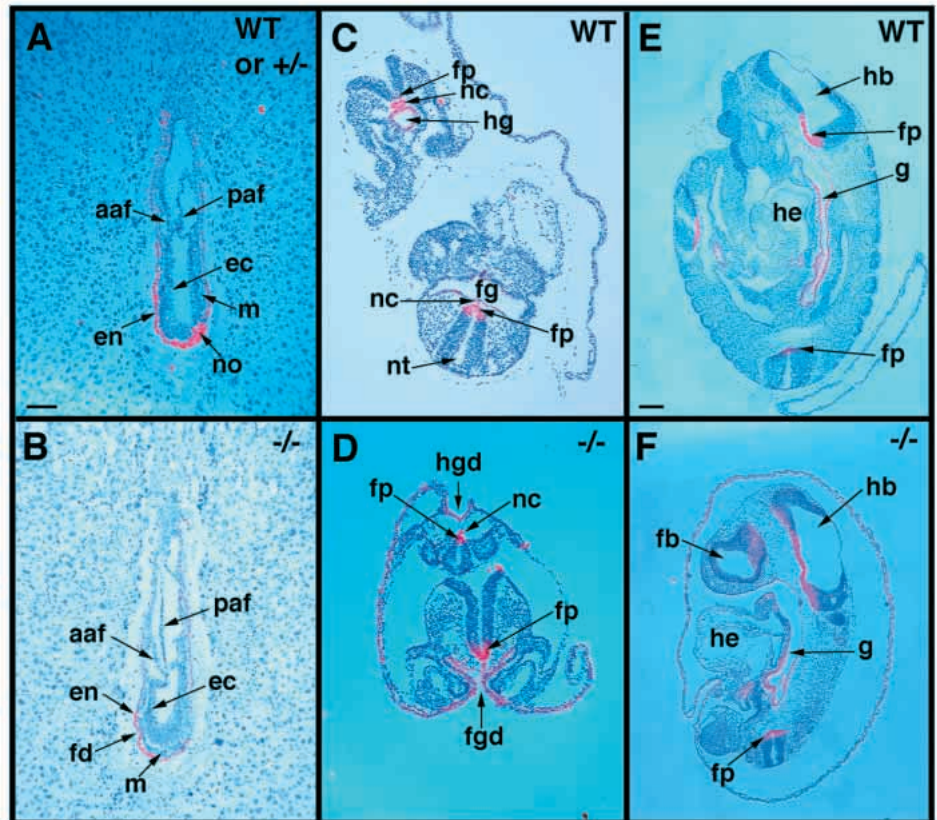 A
WT
or +/-
aaf
paf
ec
m
en
no
B
-/-
paf
aaf
en
ec
fd
m
C
WT
fp
nc
hg
nc
fg
fp
nt
D
-/-
hgd
fp
nc
fp
fgd
E
WT
hb
fp
g
he
fp
F
-/-
hb
fb
he
g
fp